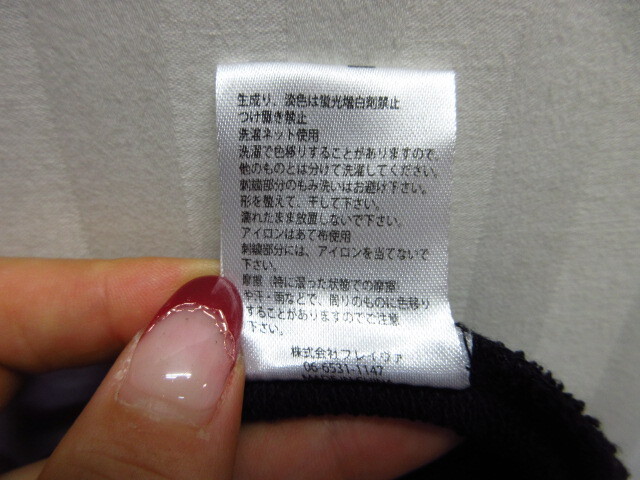 生成り、淡色は蛍光増白剤禁止
つけ置き禁止
洗濯ネット使用
洗濯で色移りすることがありますので、
他のものとは分けて洗濯してください。
刺繍部分のもみ洗いはお避け下さい。
形を整えて、干して下さい。
濡れたまま放置しないで下さい。
アイロンはあて布使用
刺繍部分には、アイロンを当てないで
下さい。
摩擦（特に湿った状態での摩擦）
や汗・雨などで、周りのものに色移り
することがありますのでご注意
下さい。
株式会社フレイヴァ
06-6531-1147
MADE IN CHINA